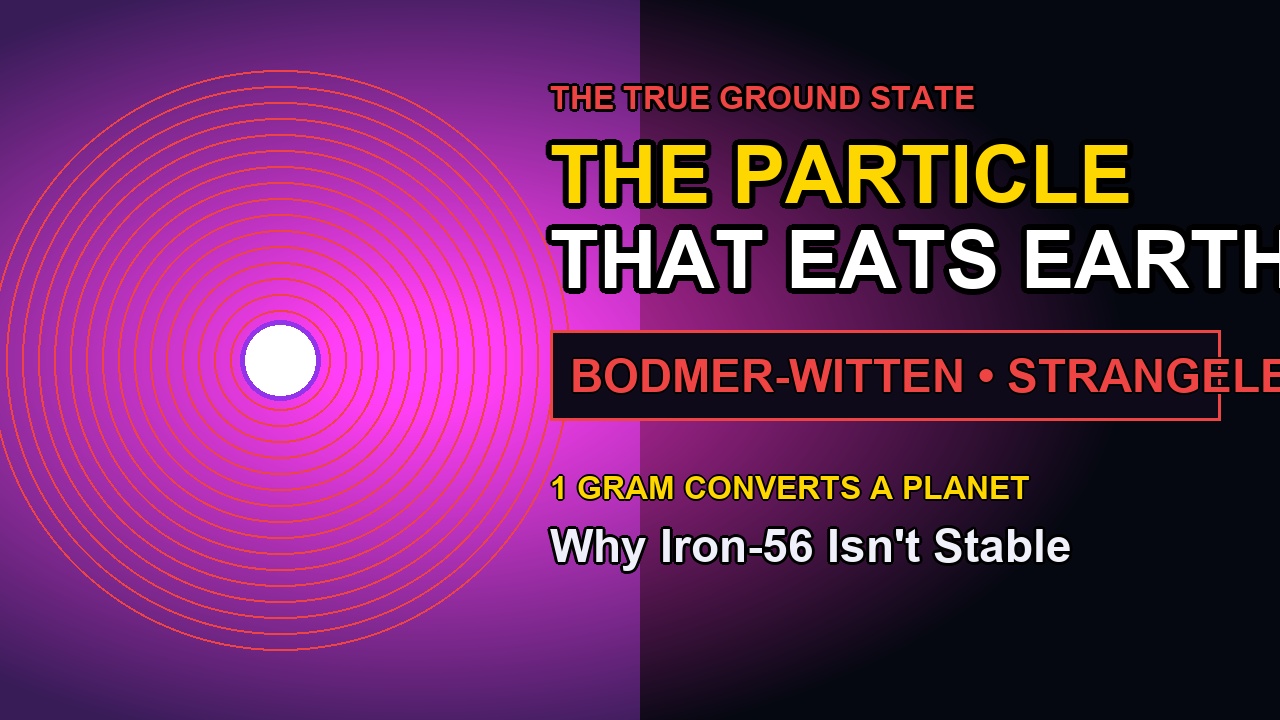 THE TRUE GROUND STATE
THE PARTICLE
THAT EATS EARTH
BODMER-WITTEN • STRANGELE
1 GRAM CONVERTS A PLANET
Why Iron-56 Isn't Stable